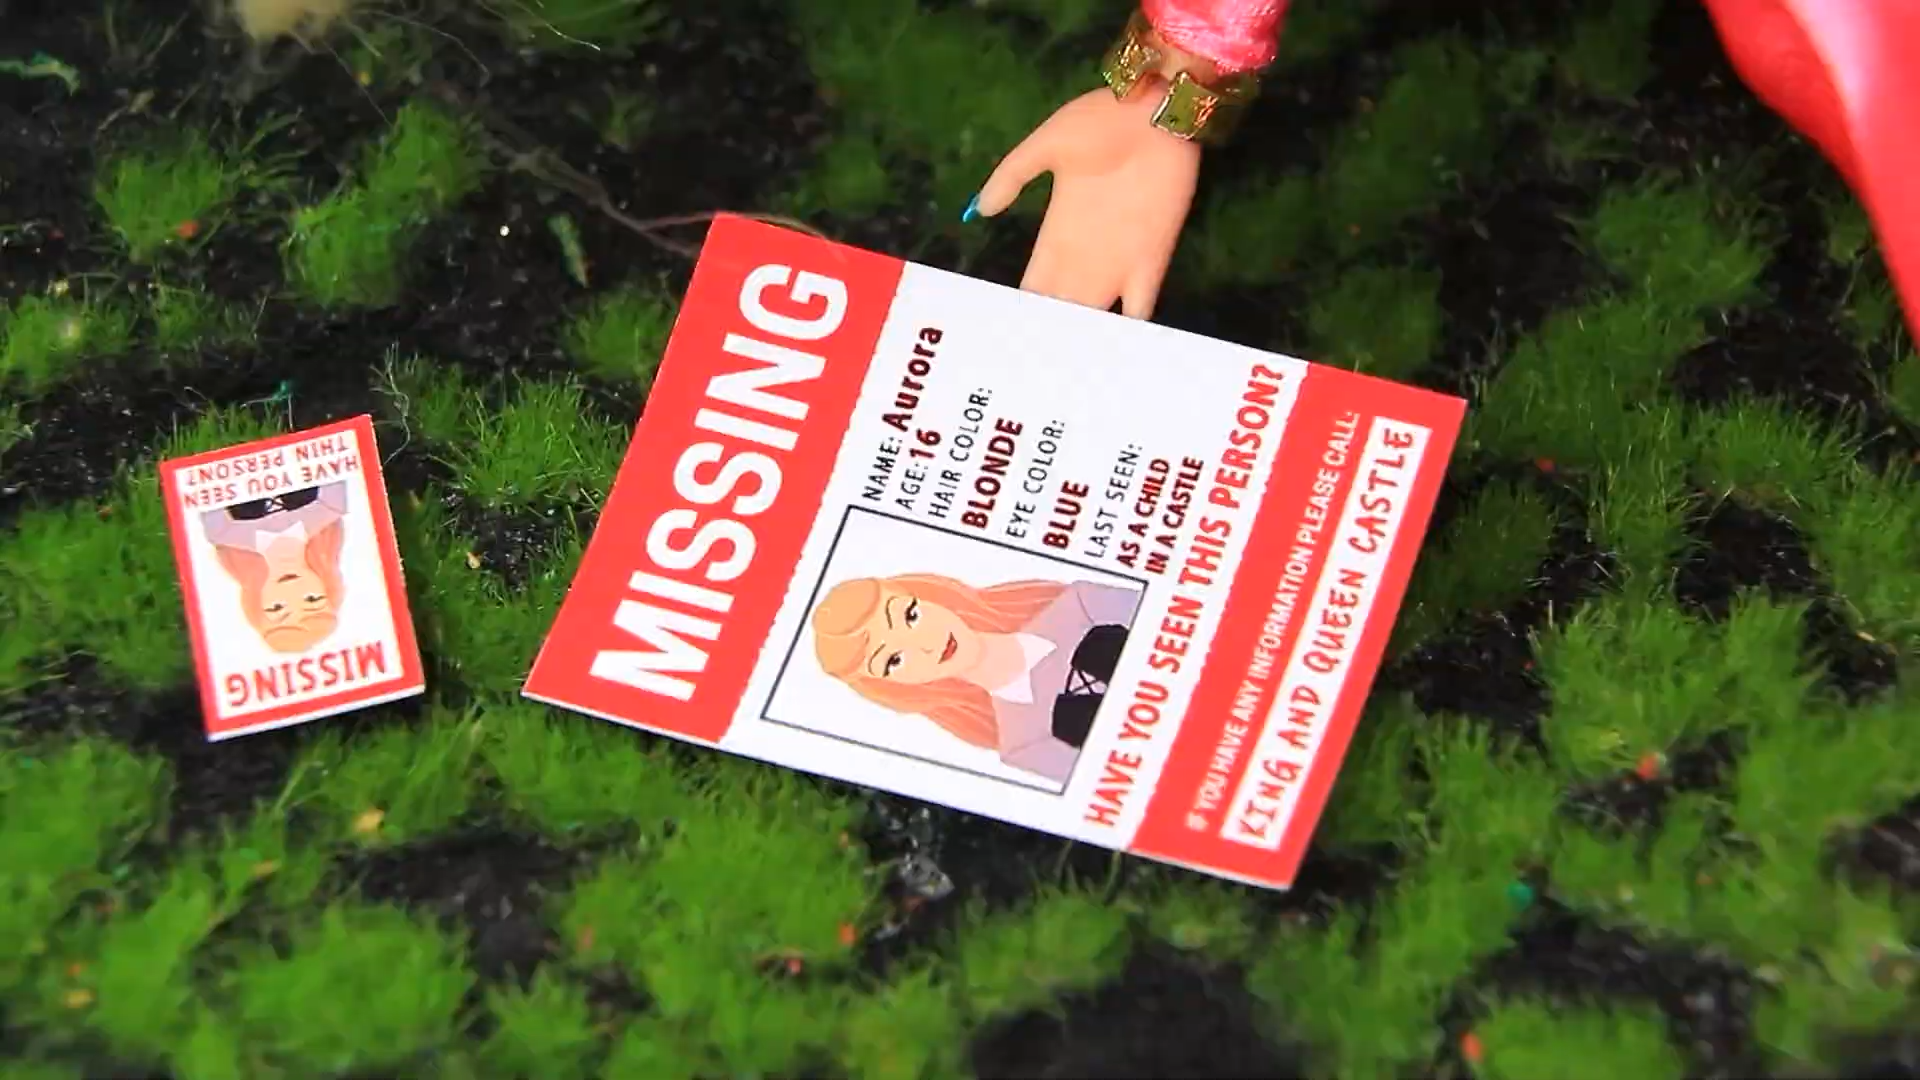 MISSING
NAME: Aurora
AGE: 16
HAIR COLOR:
BLONDE
EYE COLOR:
BLUE
LAST SEEN:
AS A CHILD
IN A CASTLE
HAVE YOU SEEN THIS PERSON?
IF YOU HAVE ANY INFORMATION PLEASE CALL:
KING AND QUEEN CASTLE
MISSING
HAVE YOU SEEN
THIN PERSON?